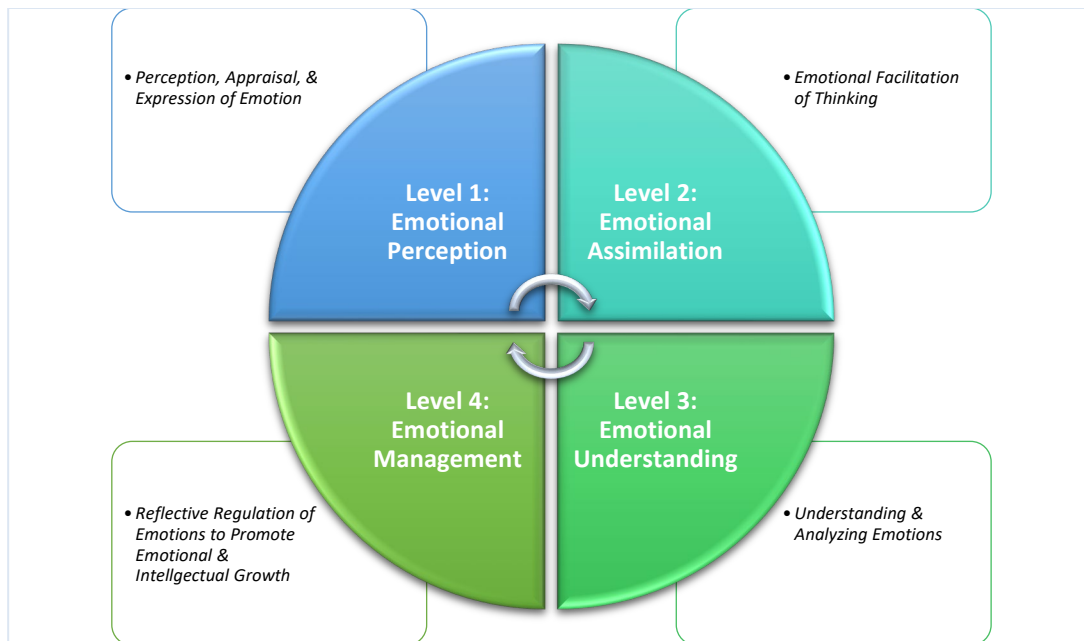 • Perception, Appraisal, &
Expression of Emotion
• Emotional Facilitation
of Thinking
Level 1:
Emotional
Perception
Level 2:
Emotional
Assimilation
Level 4:
Emotional
Management
Level 3:
Emotional
Understanding
• Reflective Regulation of
Emotions to Promote
Emotional &
Intellgectual Growth
• Understanding &
Analyzing Emotions